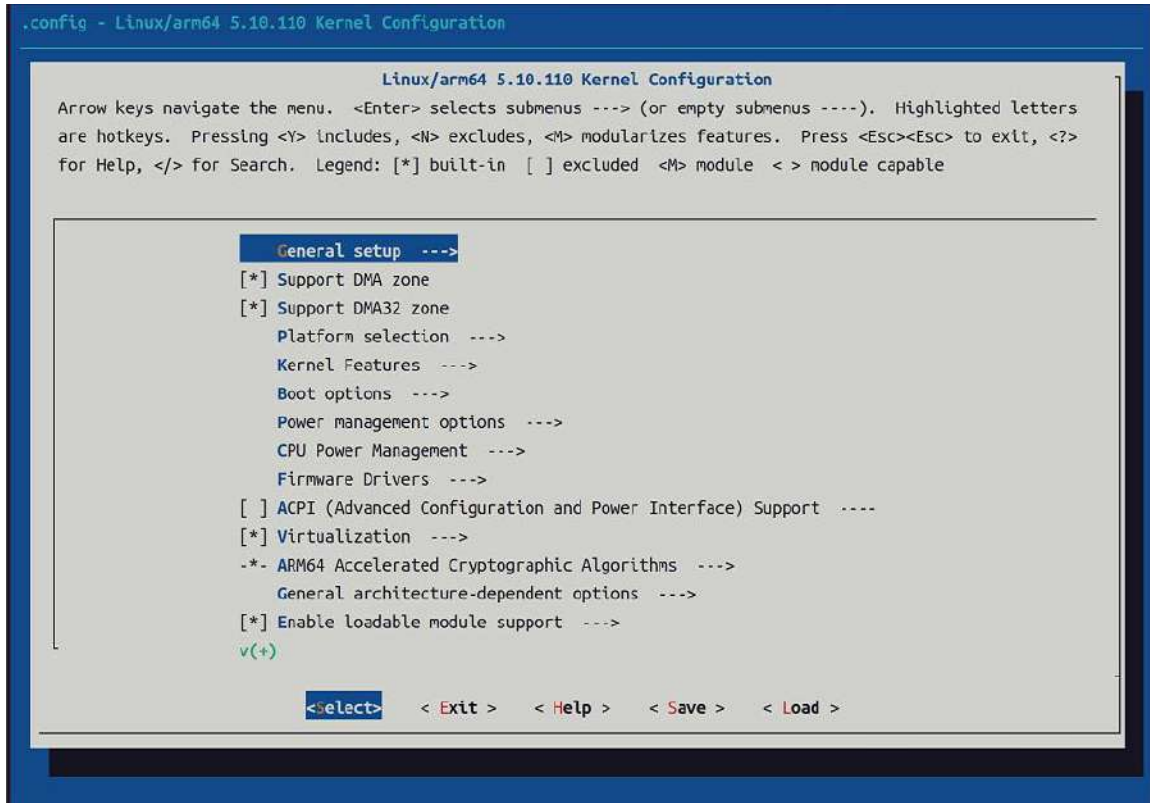 .config - Linux/arm64 5.10.110 Kernel Configuration
Linux/arm64 5.10.110 Kernel Configuration
Arrow keys navigate the menu.  <Enter> selects submenus ---> (or empty submenus ----).  Highlighted letters
are hotkeys.  Pressing <Y> includes, <N> excludes, <M> modularizes features.  Press <Esc><Esc> to exit, <?>
for Help, </> for Search.  Legend: [*] built-in  [ ] excluded  <M> module  < > module capable
General setup  --->
[*] Support DMA zone
[*] Support DMA32 zone
Platform selection  --->
Kernel Features  --->
Boot options  --->
Power management options  --->
CPU Power Management  --->
Firmware Drivers  --->
[ ] ACPI (Advanced Configuration and Power Interface) Support  ----
[*] Virtualization  --->
-*- ARM64 Accelerated Cryptographic Algorithms  --->
General architecture-dependent options  --->
[*] Enable loadable module support  --->
v(+)
<Select>    < Exit >    < Help >    < Save >    < Load >